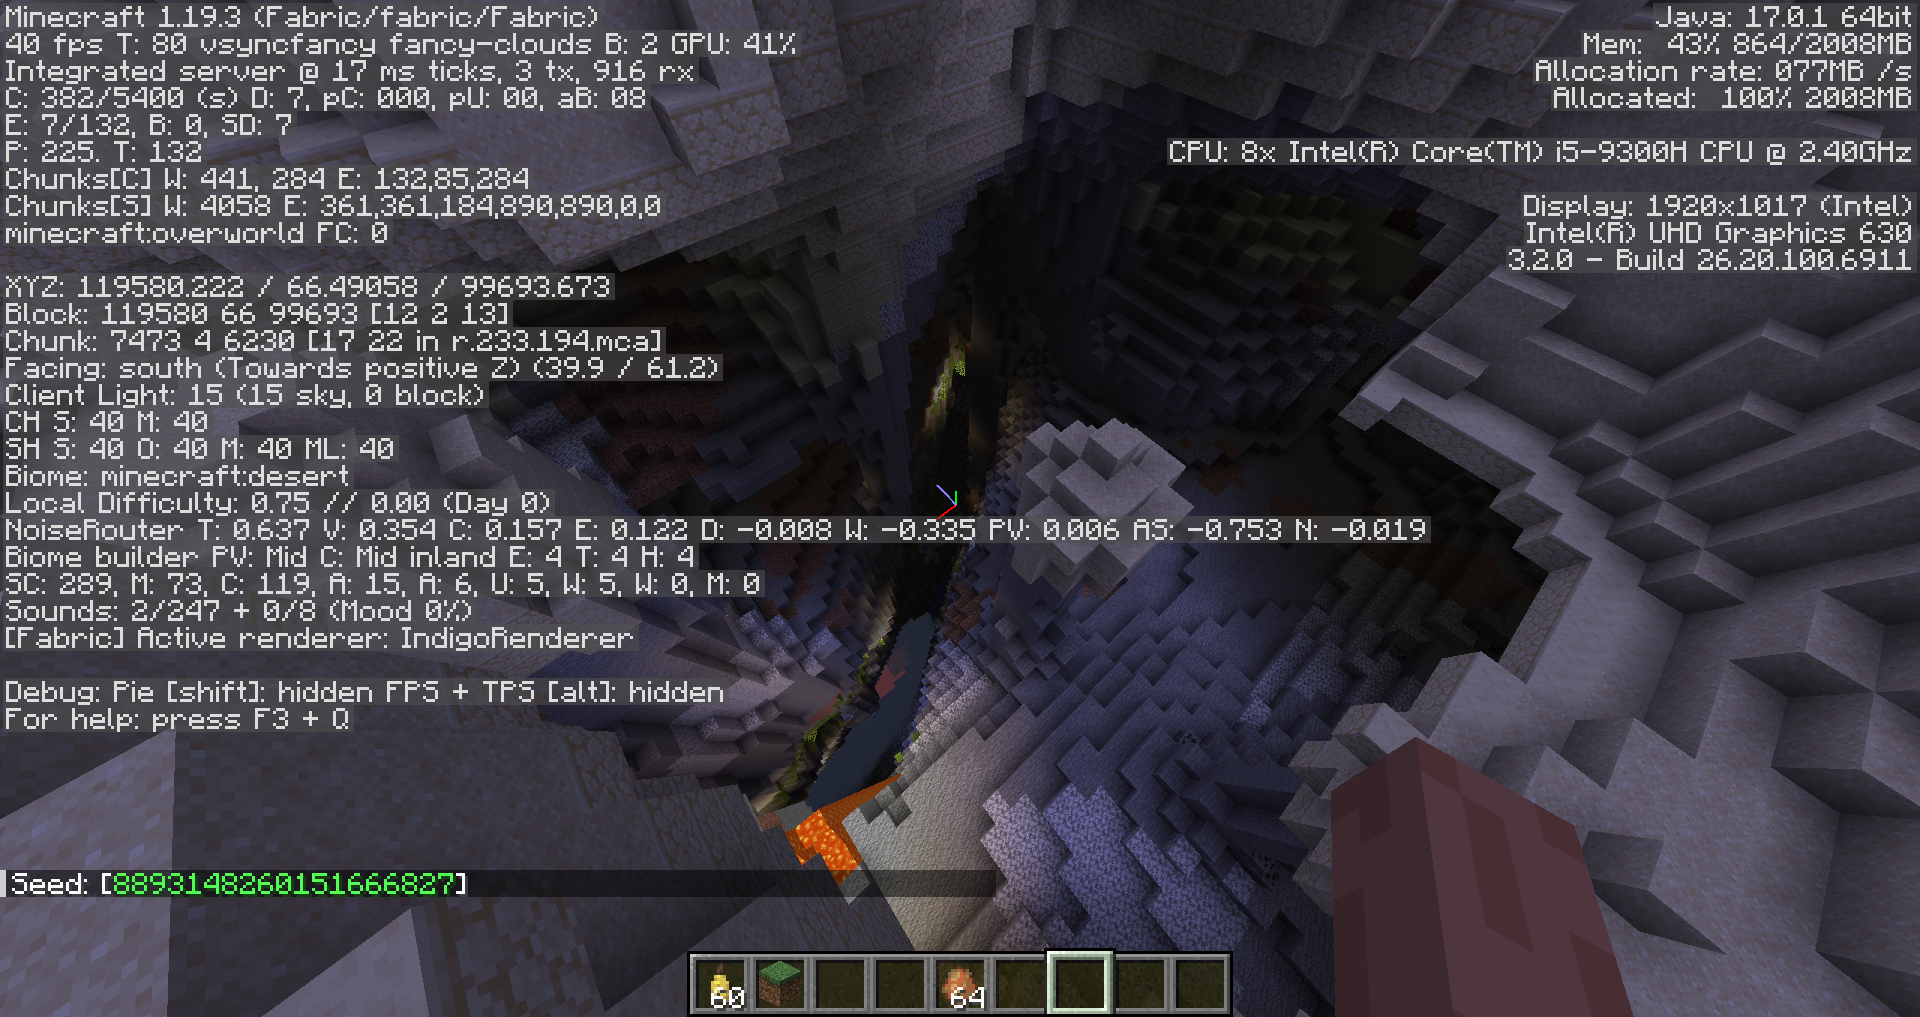 Minecraft 1.19.3 (Fabric/fabric/Fabric)
40 fps T: 80 vsyncfancy fancy-clouds B: 2 GPU: 41%
Integrated server @ 17 ms ticks, 3 tx, 916 rx
C: 382/5400 (s) D: 7, pC: 000, pU: 00, aB: 08
E: 7/132, B: 0, SD: 7
P: 225. T: 132
Chunks[C] W: 441, 284 E: 132,85,284
Chunks[S] W: 4058 E: 361,361,184,890,890,0,0
minecraft:overworld FC: 0
XYZ: 119580.222 / 66.49058 / 99693.673
Block: 119580 66 99693 [12 2 13]
Chunk: 7473 4 6230 [17 22 in r.233.194.mca]
Facing: south (Towards positive Z) (39.9 / 61.2)
Client Light: 15 (15 sky, 0 block)
CH S: 40 M: 40
SH S: 40 O: 40 M: 40 ML: 40
Biome: minecraft:desert
Local Difficulty: 0.75 // 0.00 (Day 0)
NoiseRouter T: 0.637 V: 0.354 C: 0.157 E: 0.122 D: -0.008 W: -0.335 PV: 0.006 AS: -0.753 N: -0.019
Biome builder PV: Mid C: Mid inland E: 4 T: 4 H: 4
SC: 289, M: 73, C: 119, A: 15, A: 6, U: 5, W: 5, W: 0, M: 0
Sounds: 2/247 + 0/8 (Mood 0%)
[Fabric] Active renderer: IndigoRenderer
Debug: Pie [shift]: hidden FPS + TPS [alt]: hidden
For help: press F3 + Q
Java: 17.0.1 64bit
Mem: 43% 864/2008MB
Allocation rate: 077MB /s
Allocated: 100% 2008MB
CPU: 8x Intel(R) Core(TM) i5-9300H CPU @ 2.40GHz
Display: 1920x1017 (Intel)
Intel(R) UHD Graphics 630
3.2.0 - Build 26.20.100.6911
Seed: [8893148260151666827]
60
64